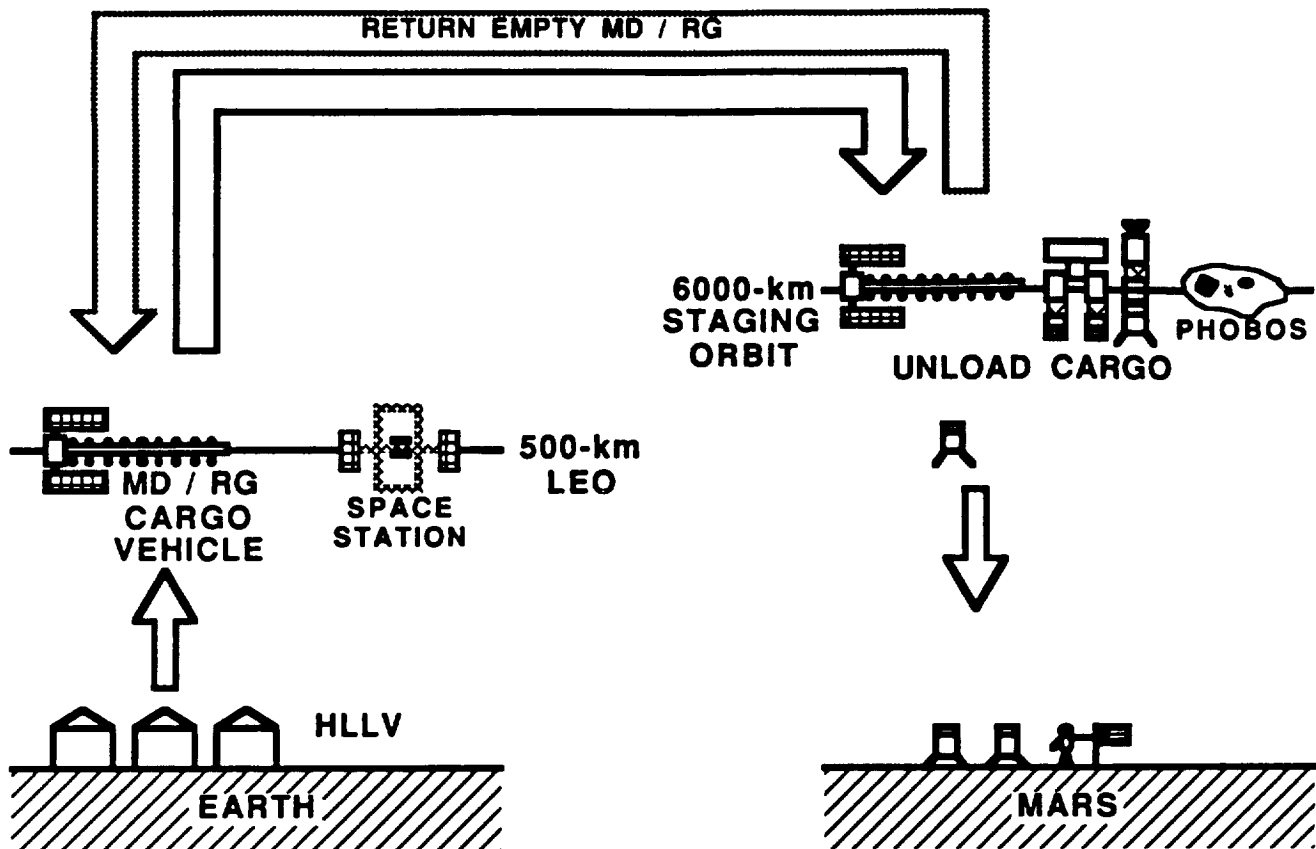 RETURN EMPTY MD / RG
6000-km
STAGING
ORBIT
PHOBOS
UNLOAD CARGO
500-km
LEO
MD / RG
CARGO
VEHICLE
SPACE
STATION
HLLV
EARTH
MARS